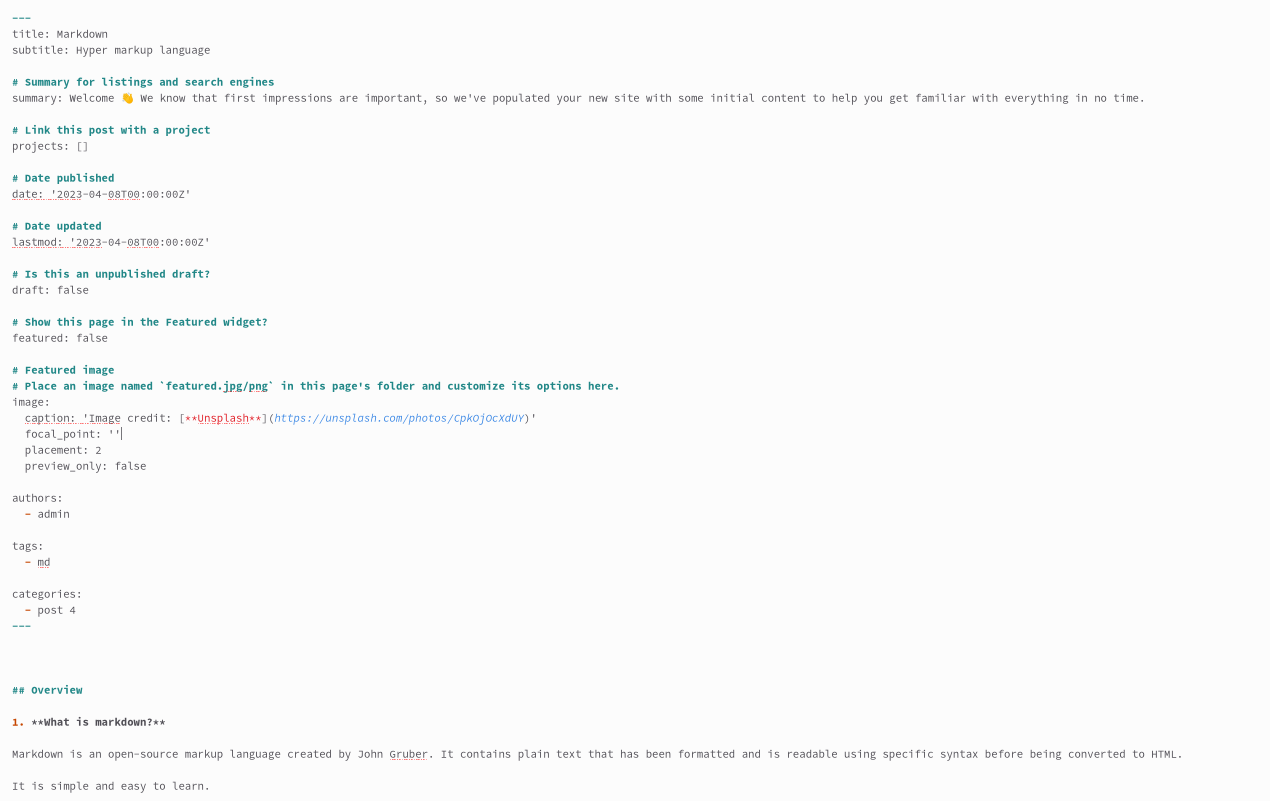 ---
title: Markdown
subtitle: Hyper markup language
# Summary for listings and search engines
summary: Welcome 👋 We know that first impressions are important, so we've populated your new site with some initial content to help you get familiar with everything in no time.
# Link this post with a project
projects: []
# Date published
date: '2023-04-08T00:00:00Z'
# Date updated
lastmod: '2023-04-08T00:00:00Z'
# Is this an unpublished draft?
draft: false
# Show this page in the Featured widget?
featured: false
# Featured image
# Place an image named `featured.jpg/png` in this page's folder and customize its options here.
image:
  caption: 'Image credit: [**Unsplash**](https://unsplash.com/photos/CpkOjOcXdUY)'
  focal_point: ''
  placement: 2
  preview_only: false
authors:
  - admin
tags:
  - md
categories:
  - post 4
---
## Overview
1. **What is markdown?**
Markdown is an open-source markup language created by John Gruber. It contains plain text that has been formatted and is readable using specific syntax before being converted to HTML.
It is simple and easy to learn.